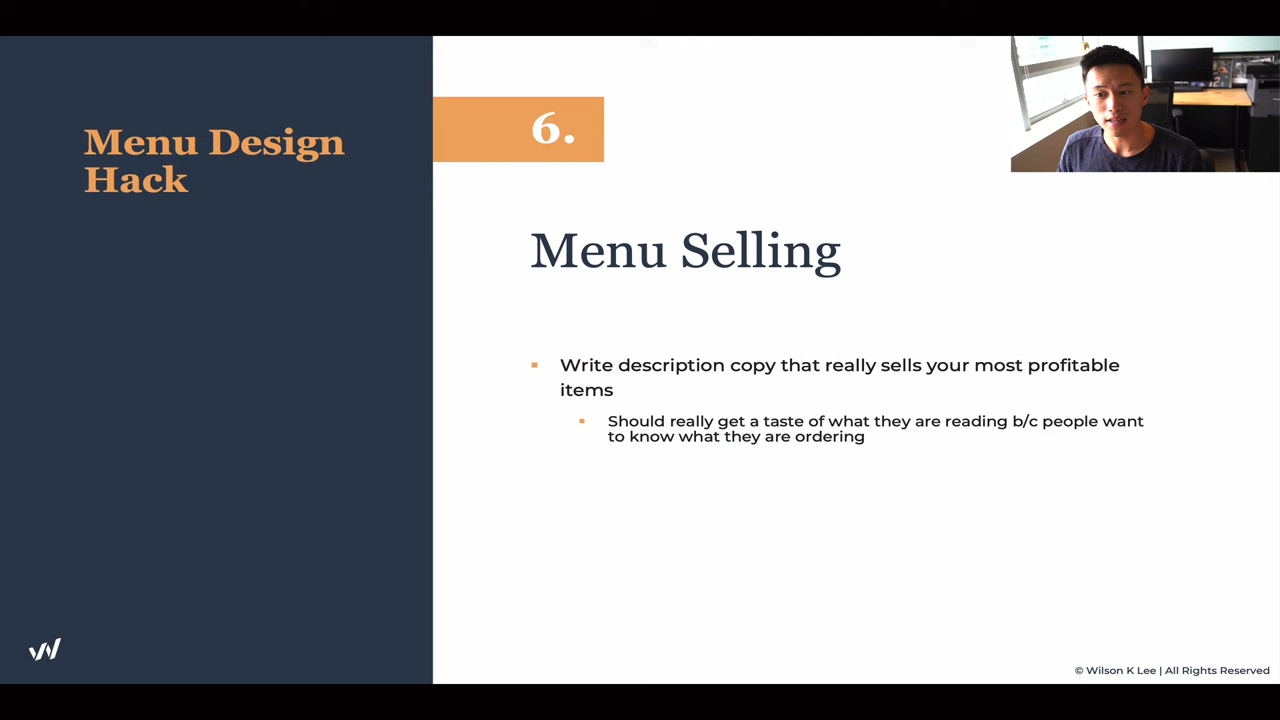 Menu Design
Hack
6.
Menu Selling
Write description copy that really sells your most profitable
items
Should really get a taste of what they are reading b/c people want
to know what they are ordering
© Wilson K Lee | All Rights Reserved